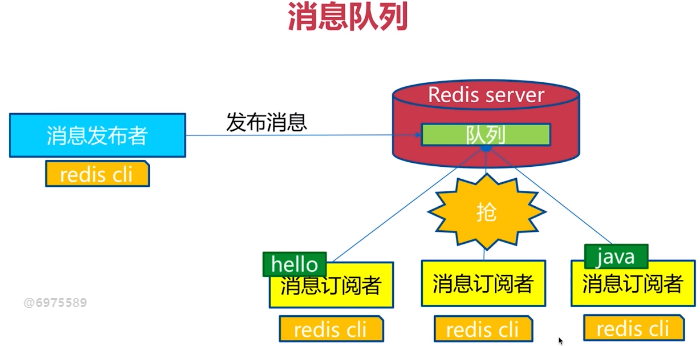 消息队列
Redis server
队列
消息发布者
发布消息
redis cli
抢
hello
java
消息订阅者
消息订阅者
消息订阅者
redis cli
redis cli
redis cli
@6975589